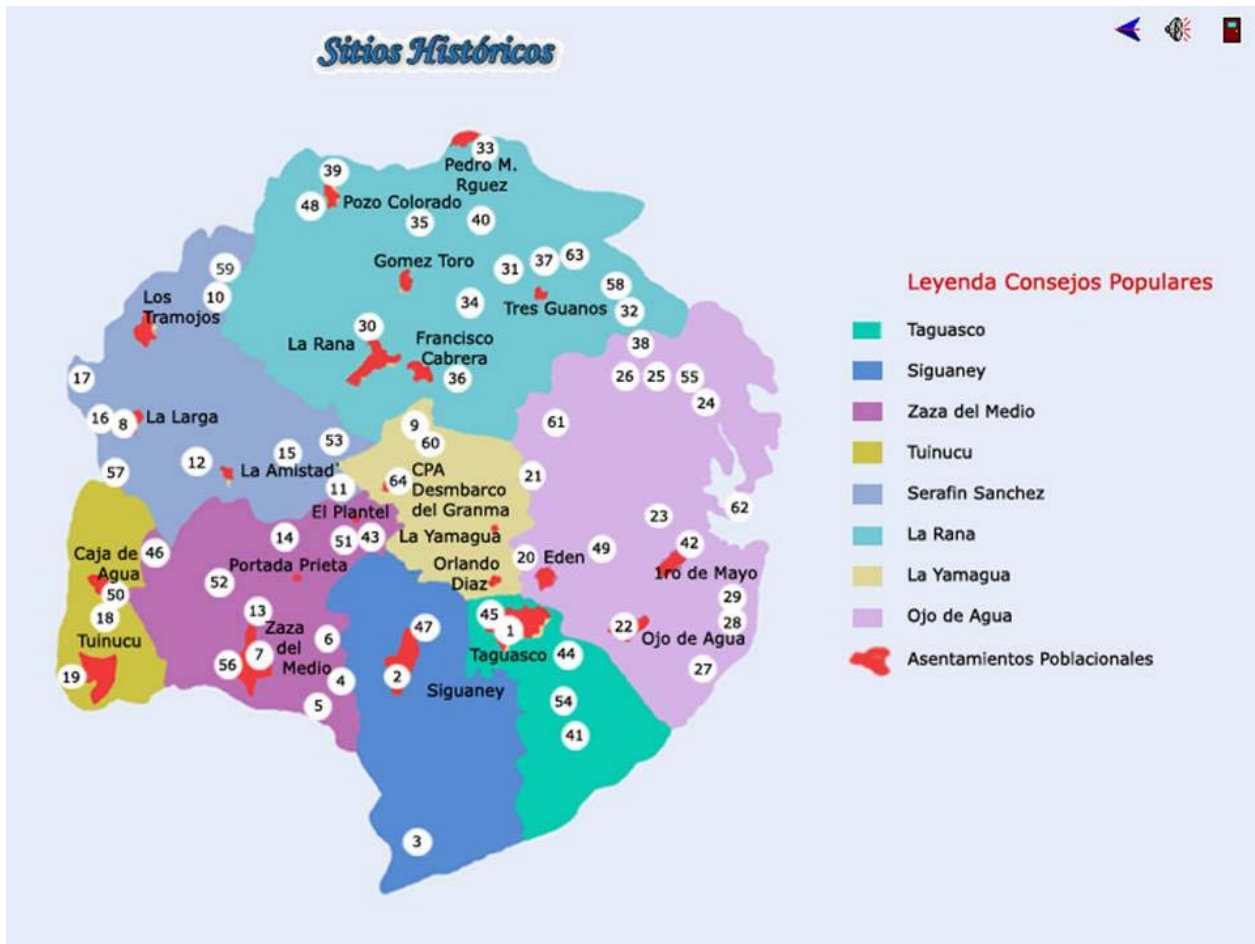 Sitios Históricos
33
39
Pedro M.
Rguez
48
Pozo Colorado
35
40
Gomez Toro
31
37
63
59
58
10
Los
Tramojos
34
Tres Guanos
32
30
La Rana
Francisco
Cabrera
38
36
17
26
25
55
24
16
8
La Larga
9
61
60
53
15
12
La Amistad
57
64
CPA
Desmbarco
del Granma
21
11
62
El Plantel
23
14
51
43
La Yamagua
42
46
Caja de
Agua
Portada Prieta
Orlando
Diaz
20
Eden
49
1ro de Mayo
52
50
29
18
13
45
28
Tuinucu
Zaza
del
Medio
6
47
1
22
Ojo de Agua
7
Taguasco
44
56
27
19
4
2
Siguaney
5
54
41
3
Leyenda Consejos Populares
Taguasco
Siguaney
Zaza del Medio
Tuinucu
Serafin Sanchez
La Rana
La Yamagua
Ojo de Agua
Asentamientos Poblacionales